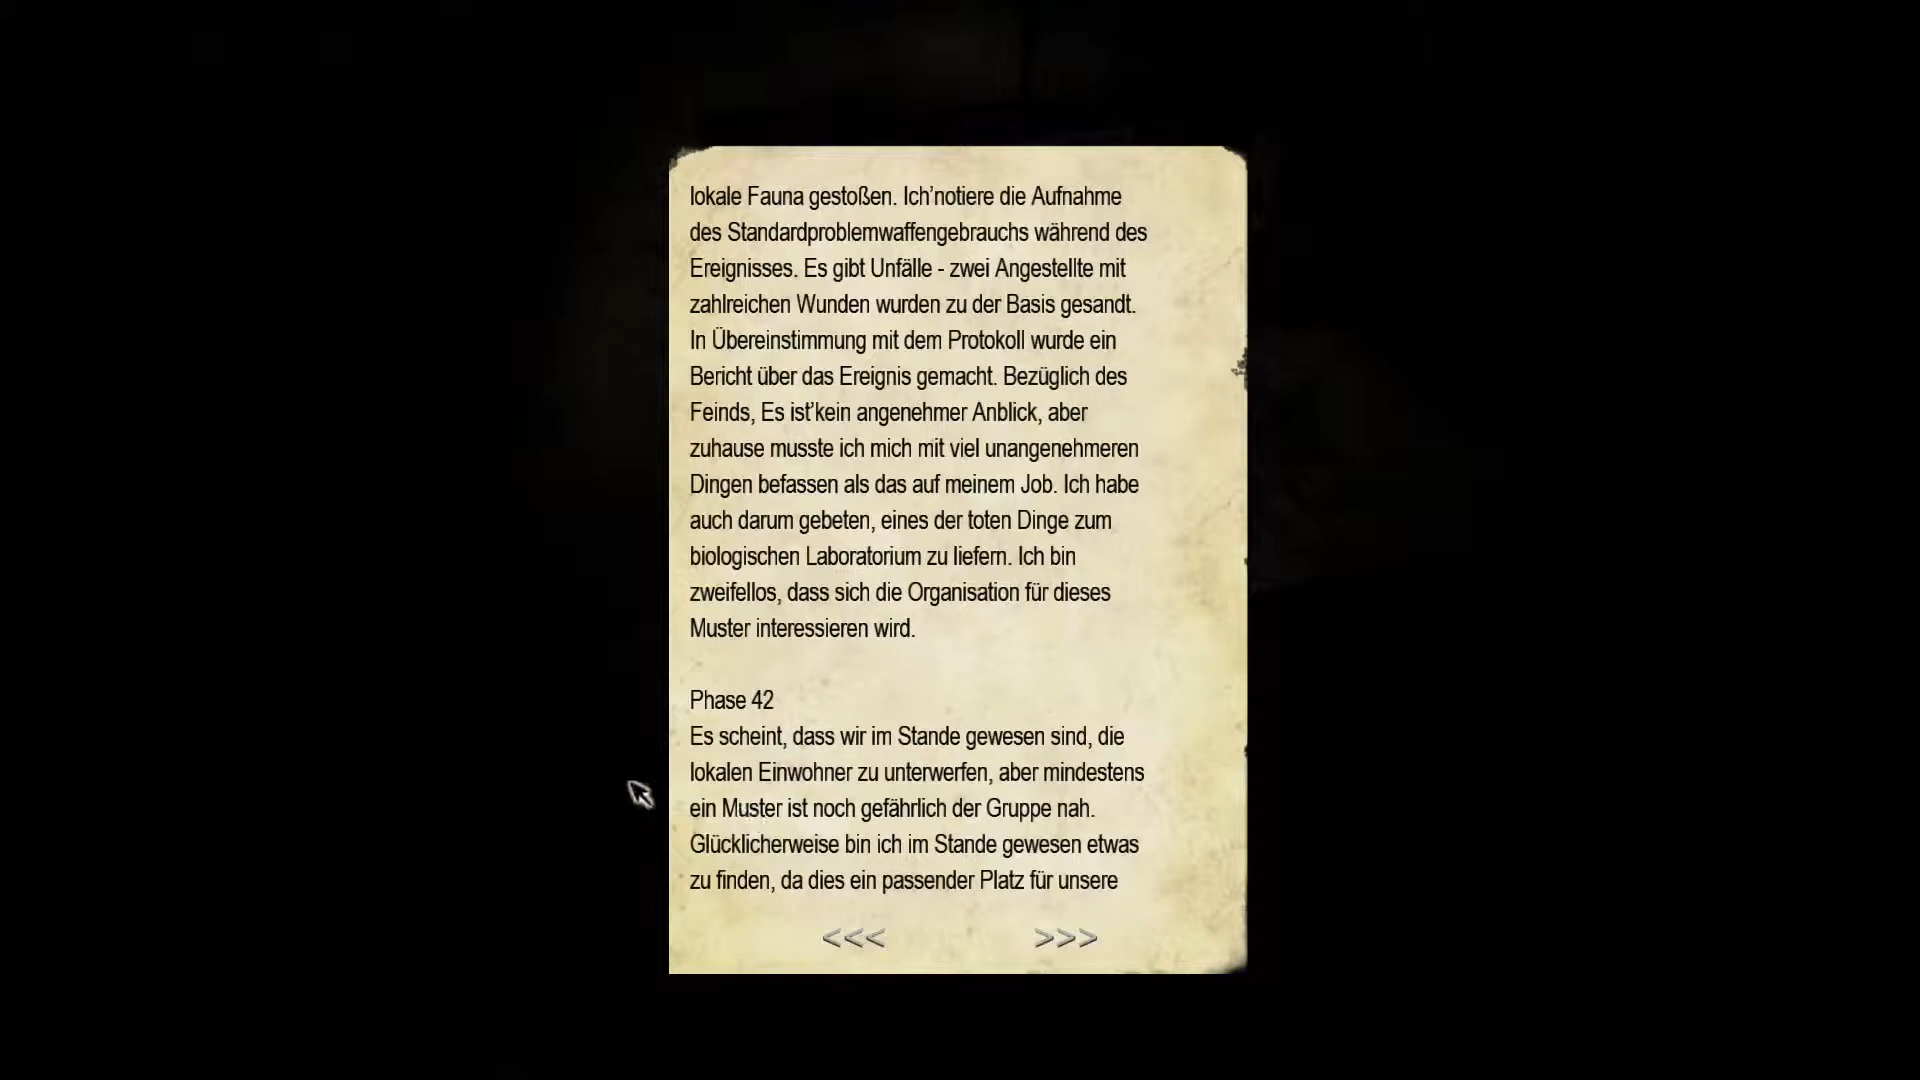 lokale Fauna gestoßen. Ich’notiere die Aufnahme
des Standardproblemwaffengebrauchs während des
Ereignisses. Es gibt Unfälle - zwei Angestellte mit
zahlreichen Wunden wurden zu der Basis gesandt.
In Übereinstimmung mit dem Protokoll wurde ein
Bericht über das Ereignis gemacht. Bezüglich des
Feinds, Es ist’kein angenehmer Anblick, aber
zuhause musste ich mich mit viel unangenehmeren
Dingen befassen als das auf meinem Job. Ich habe
auch darum gebeten, eines der toten Dinge zum
biologischen Laboratorium zu liefern. Ich bin
zweifellos, dass sich die Organisation für dieses
Muster interessieren wird.
Phase 42
Es scheint, dass wir im Stande gewesen sind, die
lokalen Einwohner zu unterwerfen, aber mindestens
ein Muster ist noch gefährlich der Gruppe nah.
Glücklicherweise bin ich im Stande gewesen etwas
zu finden, da dies ein passender Platz für unsere
<<< >>>